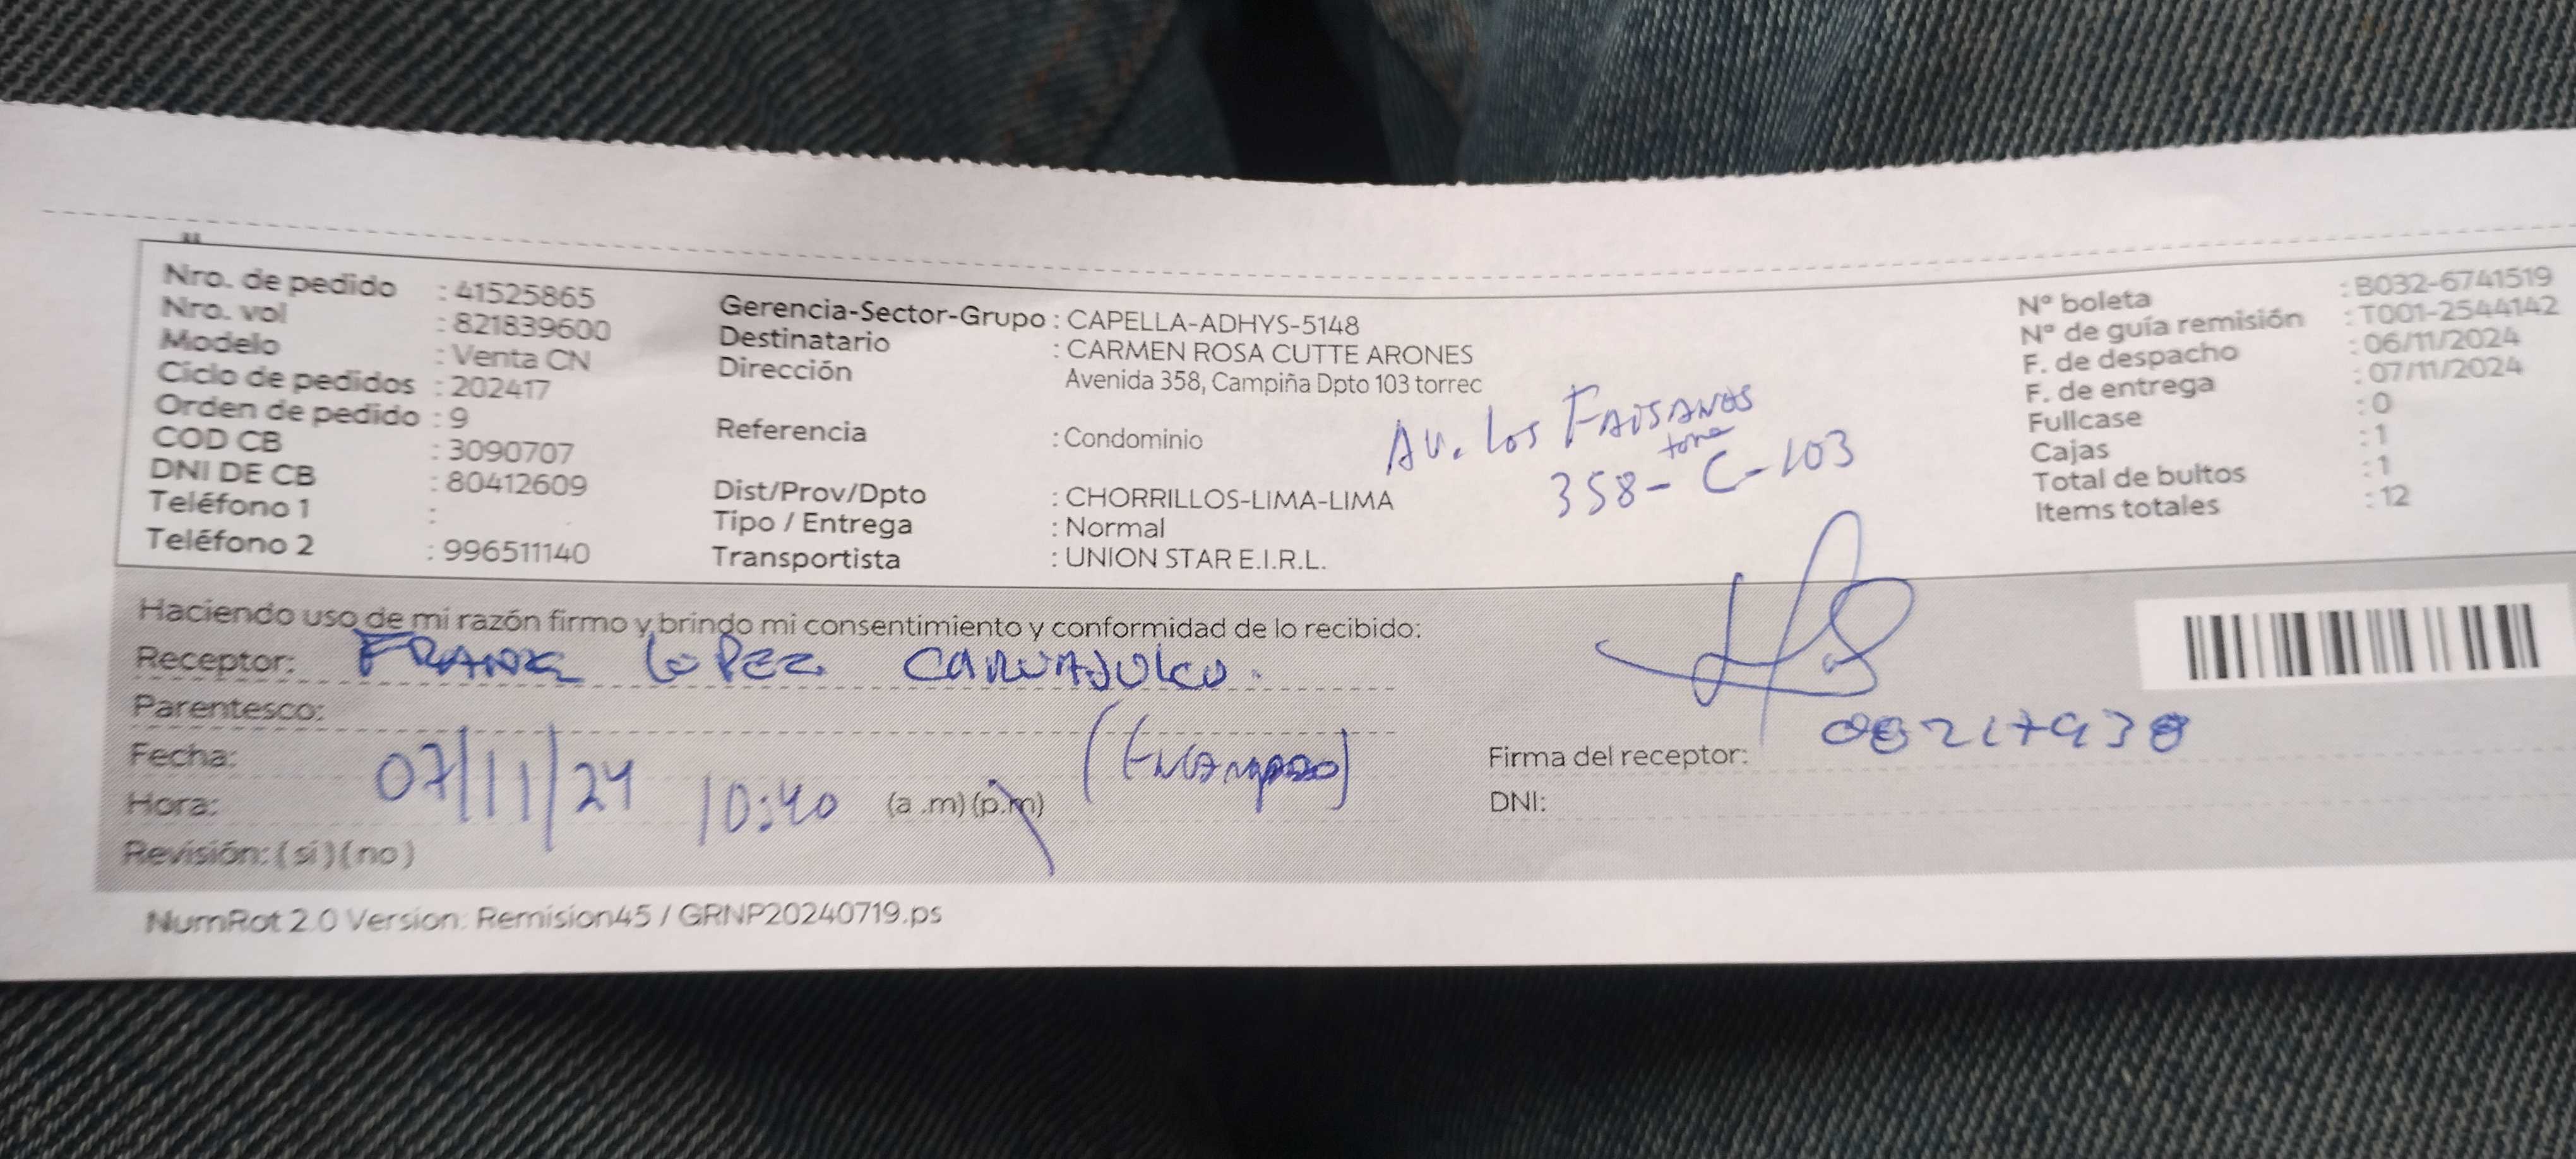 Nro. de pedido : 41525865
Nro. vol : 821839600
Modelo : Venta CN
Ciclo de pedidos : 202417
Orden de pedido : 9
COD CB : 3090707
DNI DE CB : 80412609
Teléfono 1 :
Teléfono 2 : 996511140
Gerencia-Sector-Grupo : CAPELLA-ADHYS-5148
Destinatario : CARMEN ROSA CUTTE ARONES
Dirección Avenida 358, Campiña Dpto 103 torrec
Referencia : Condominio
Dist/Prov/Dpto : CHORRILLOS-LIMA-LIMA
Tipo / Entrega : Normal
Transportista : UNION STAR E.I.R.L.
Av. Los FAISANOS
torre
358- C-103
N° boleta : B032-6741519
N° de guía remisión : T001-2544142
F. de despacho : 06/11/2024
F. de entrega : 07/11/2024
Fullcase : 0
Cajas : 1
Total de bultos : 1
Items totales : 12
Haciendo uso de mi razón firmo y brindo mi consentimiento y conformidad de lo recibido:
Receptor: FRANK LOPEZ
Parentesco:
Fecha: 07/11/24
Hora: 10:40 (a .m) (p.m)
Revisión: ( si ) ( no )
Firma del receptor:
DNI:
NumRot 2.0 Version: Remision45 / GRNP20240719.ps